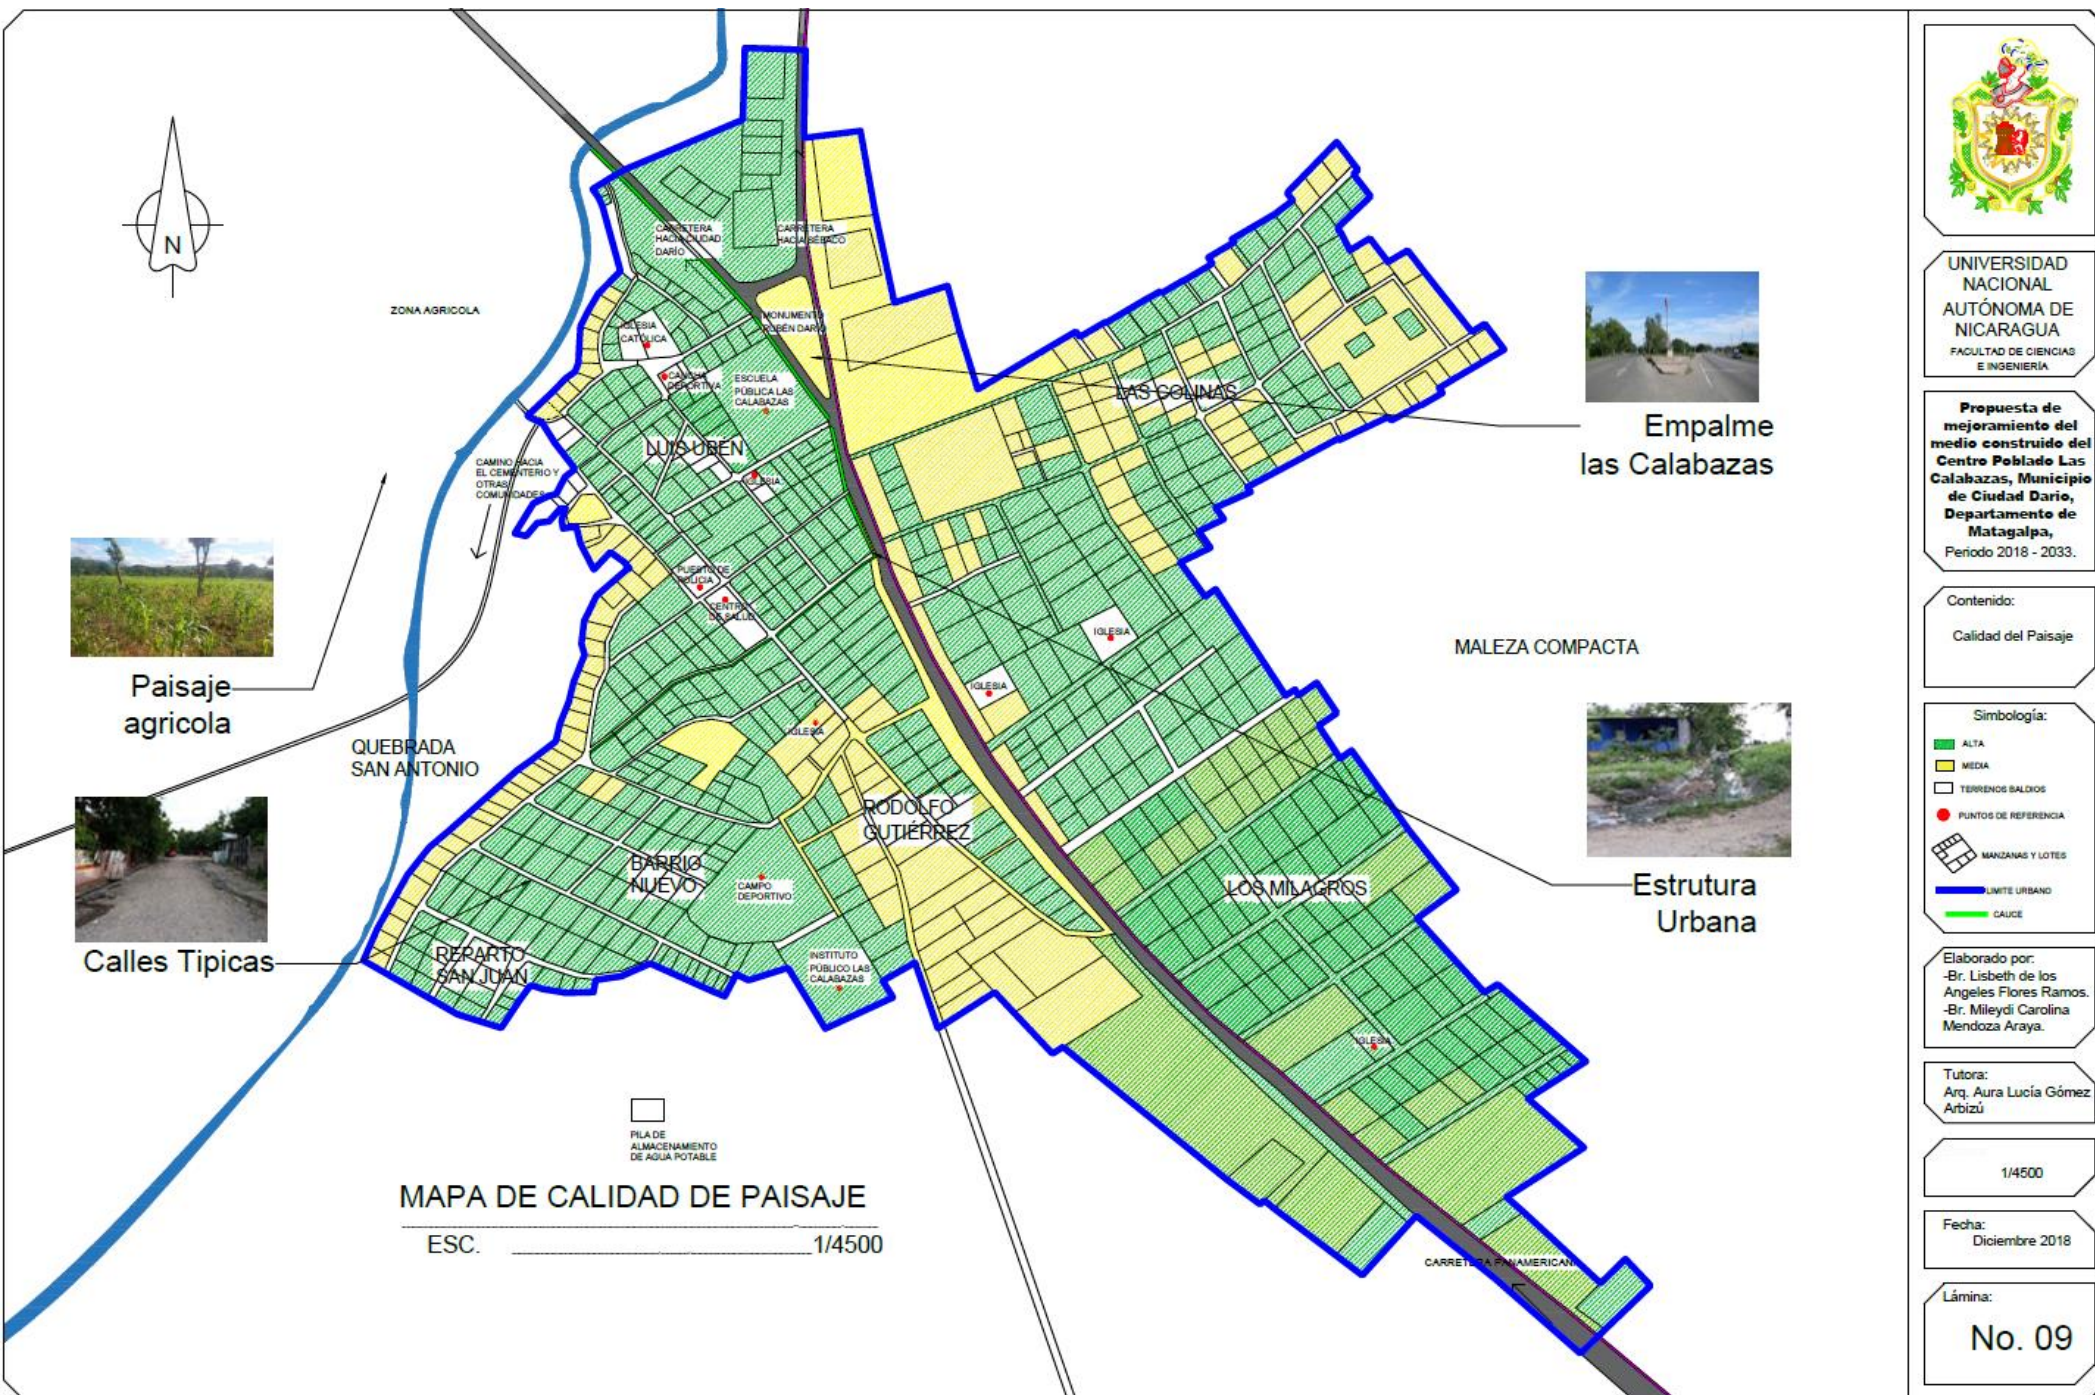 CARRETERA
HACIA CIUDAD
DARÍO
CARRETERA
HACIA SÉBACO
ZONA AGRICOLA
MONUMENTO
RUBÉN DARIO
IGLESIA
CATÓLICA
CANCHA
DEPORTIVA
ESCUELA
PÚBLICA LAS
CALABAZAS
LAS COLINAS
LUIS UBEN
IGLESIA
CAMINO HACIA
EL CEMENTERIO Y
OTRAS
COMUNIDADES
PUESTO DE
POLICIA
CENTRO
DE SALUD
IGLESIA
IGLESIA
IGLESIA
MALEZA COMPACTA
QUEBRADA
SAN ANTONIO
RODOLFO
GUTIÉRREZ
BARRIO
NUEVO
CAMPO
DEPORTIVO
LOS MILAGROS
REPARTO
SAN JUAN
INSTITUTO
PÚBLICO LAS
CALABAZAS
IGLESIA
CARRETERA PANAMERICAN
N
Paisaje
agricola
Calles Tipicas
Empalme
las Calabazas
Estrutura
Urbana
PILA DE
ALMACENAMIENTO
DE AGUA POTABLE
MAPA DE CALIDAD DE PAISAJE
ESC. 1/4500
UNIVERSIDAD
NACIONAL
AUTÓNOMA DE
NICARAGUA
FACULTAD DE CIENCIAS
E INGENIERÍA
Propuesta de
mejoramiento del
medio construido del
Centro Poblado Las
Calabazas, Municipio
de Ciudad Dario,
Departamento de
Matagalpa,
Periodo 2018 - 2033.
Contenido:
Calidad del Paisaje
Simbología:
ALTA
MEDIA
TERRENOS BALDIOS
PUNTOS DE REFERENCIA
MANZANAS Y LOTES
LIMITE URBANO
CAUCE
Elaborado por:
-Br. Lisbeth de los
Angeles Flores Ramos.
-Br. Mileydi Carolina
Mendoza Araya.
Tutora:
Arq. Aura Lucía Gómez
Arbizú
1/4500
Fecha:
Diciembre 2018
Lámina:
No. 09